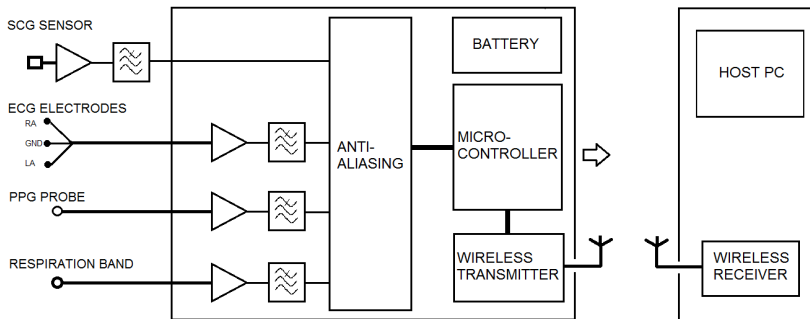 SCG SENSOR
BATTERY
HOST PC
ECG ELECTRODES
RA
GND
LA
ANTI-
ALIASING
MICRO-
CONTROLLER
PPG PROBE
RESPIRATION BAND
WIRELESS
TRANSMITTER
WIRELESS
RECEIVER